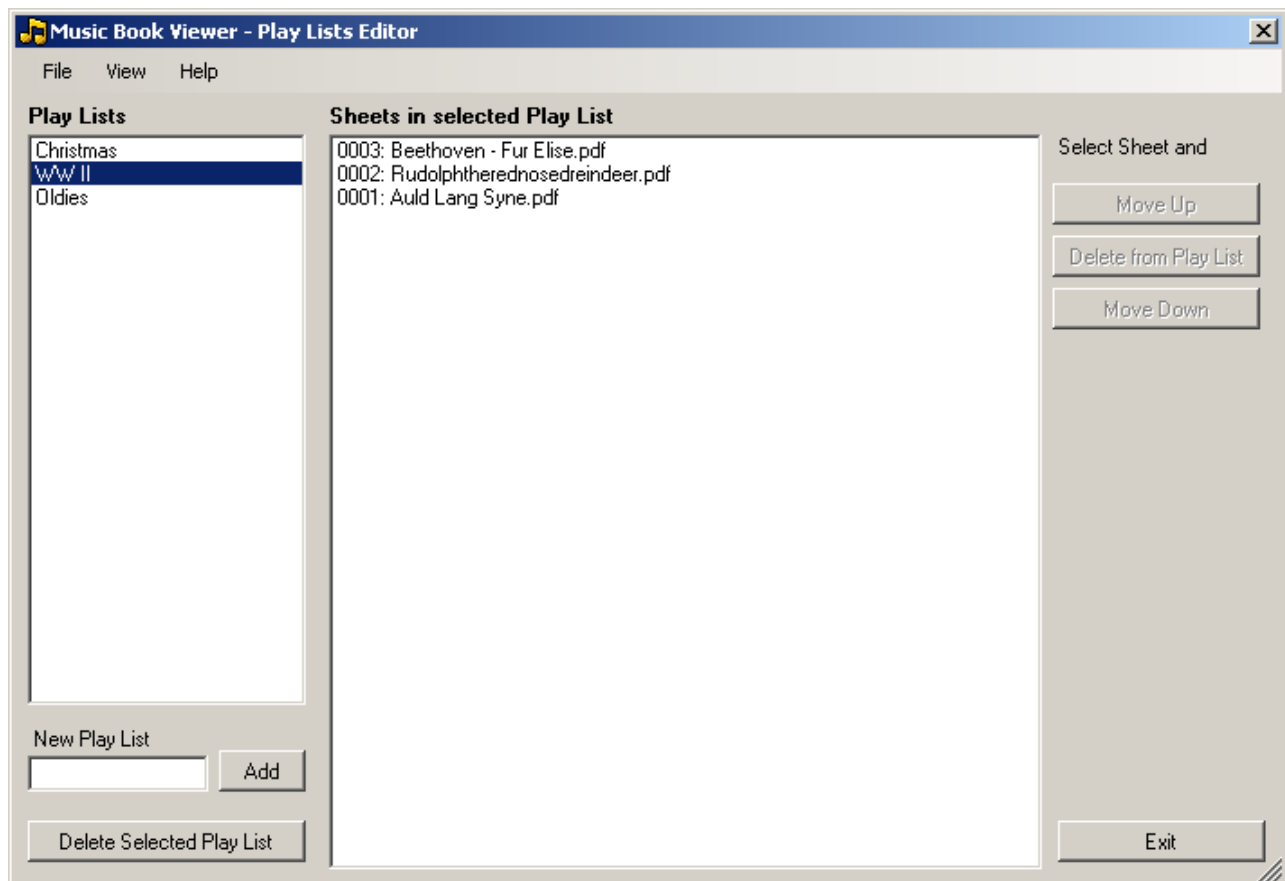 Music Book Viewer - Play Lists Editor
File View Help
Play Lists
Christmas
WW II
Oldies
New Play List
Add
Delete Selected Play List
Sheets in selected Play List
0003: Beethoven - Fur Elise.pdf
0002: Rudolphtherednosedreindeer.pdf
0001: Auld Lang Syne.pdf
Select Sheet and
Move Up
Delete from Play List
Move Down
Exit